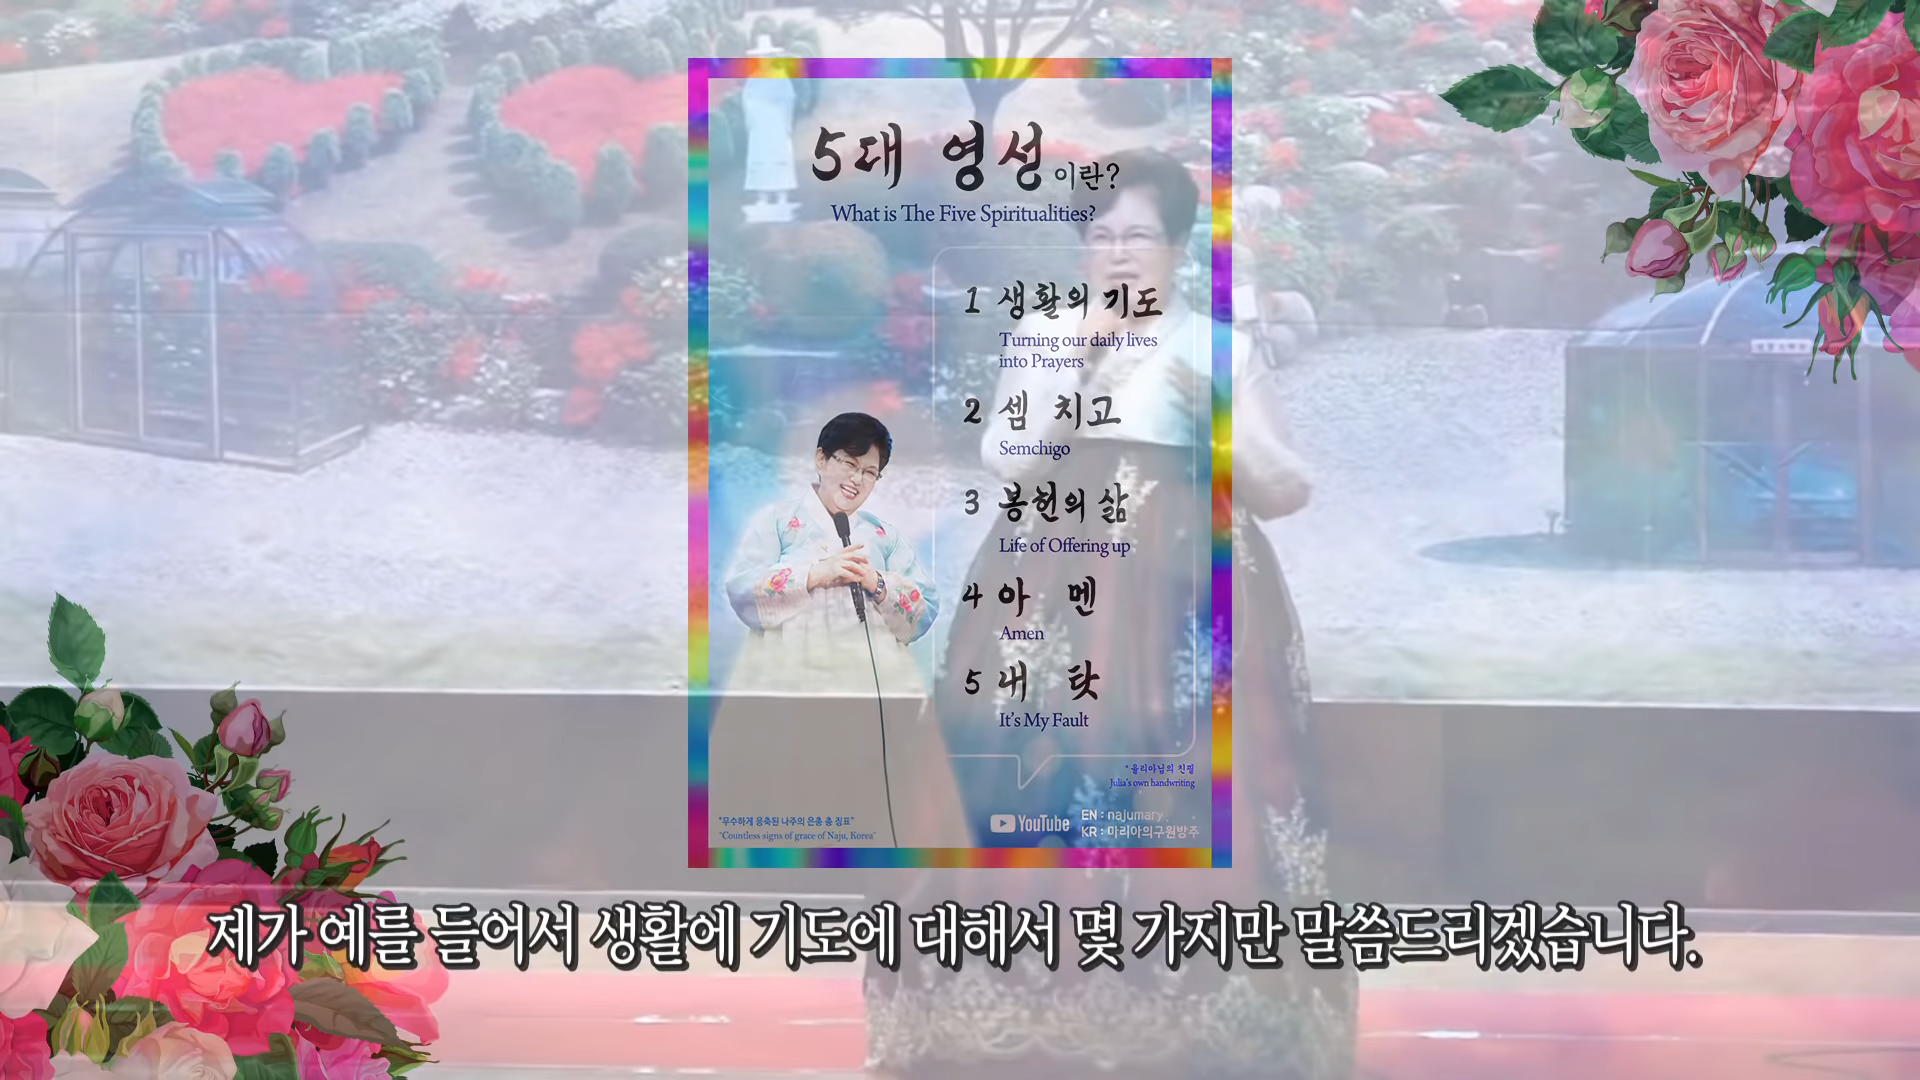 5대 영성이란?
What is The Five Spiritualities?
1 생활의 기도
Turning our daily lives
into Prayers
2 셈 치고
Semchigo
3 봉헌의 삶
Life of Offering up
4 아 멘
Amen
5 내 탓
It's My Fault
*율리아님의 친필
Julia's own handwriting
"무수하게 응축된 나주의 은총 총 징표"
"Countless signs of grace of Naju, Korea"
YouTube
EN : najumary
KR : 마리아의구원방주
제가 예를 들어서 생활에 기도에 대해서 몇 가지만 말씀드리겠습니다.